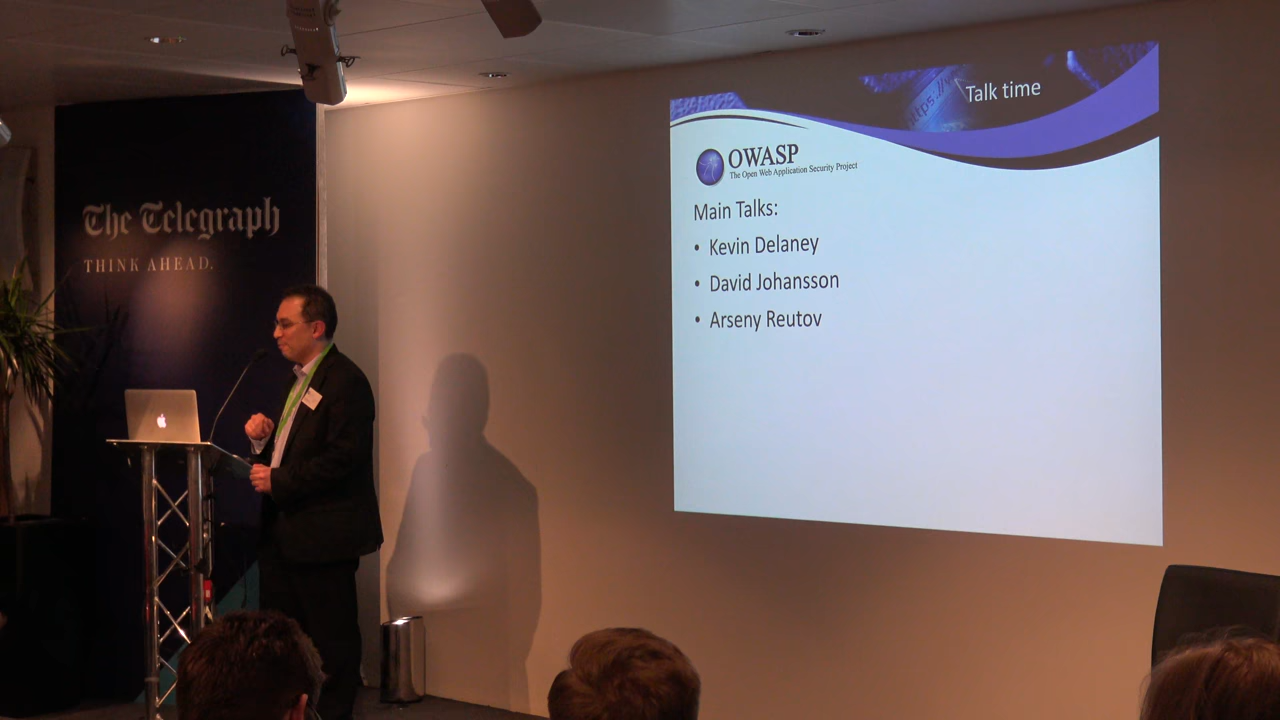 The Telegraph
THINK AHEAD.
https://w
Talk time
OWASP
The Open Web Application Security Project
Main Talks:
• Kevin Delaney
• David Johansson
• Arseny Reutov